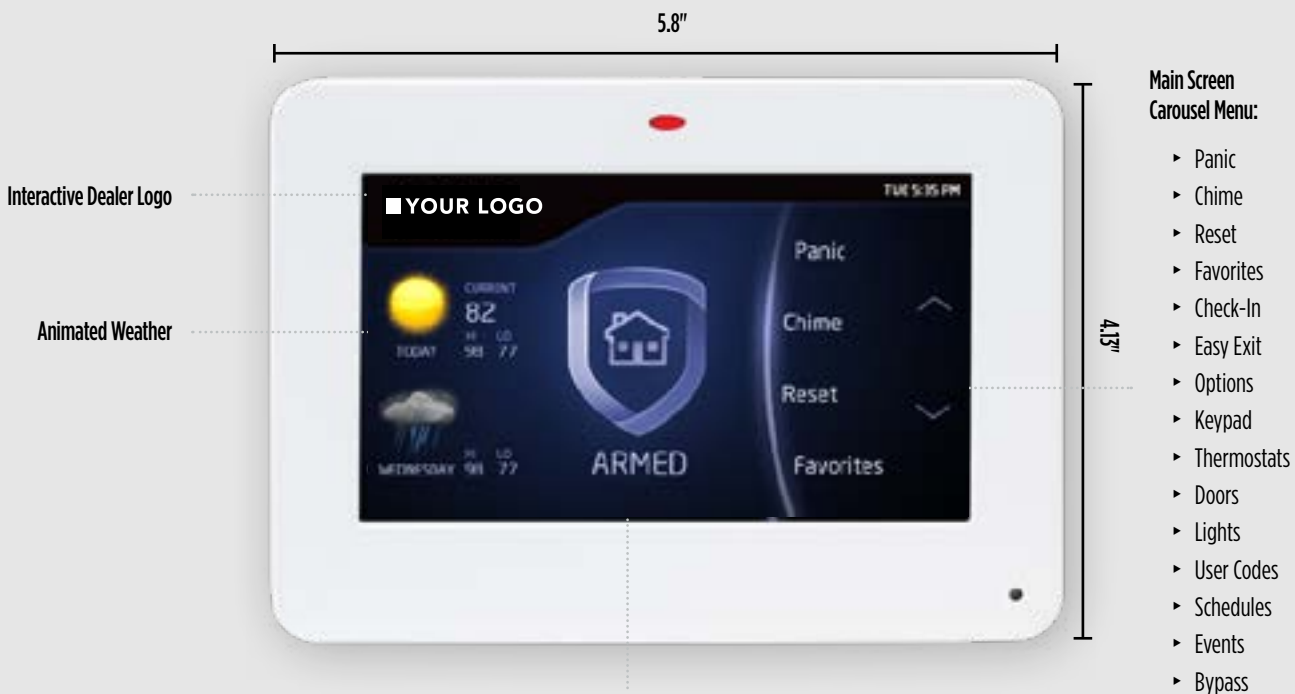 5.8"
Main Screen
Carousel Menu:
▸ Panic
▸ Chime
▸ Reset
▸ Favorites
▸ Check-In
▸ Easy Exit
▸ Options
▸ Keypad
▸ Thermostats
▸ Doors
▸ Lights
▸ User Codes
▸ Schedules
▸ Events
▸ Bypass
4.13"
Interactive Dealer Logo
Animated Weather
YOUR LOGO
TUE 5:35 PM
CURRENT
82
HI LO
TODAY 98 77
HI LO
WEDNESDAY 98 77
ARMED
Panic
Chime
Reset
Favorites